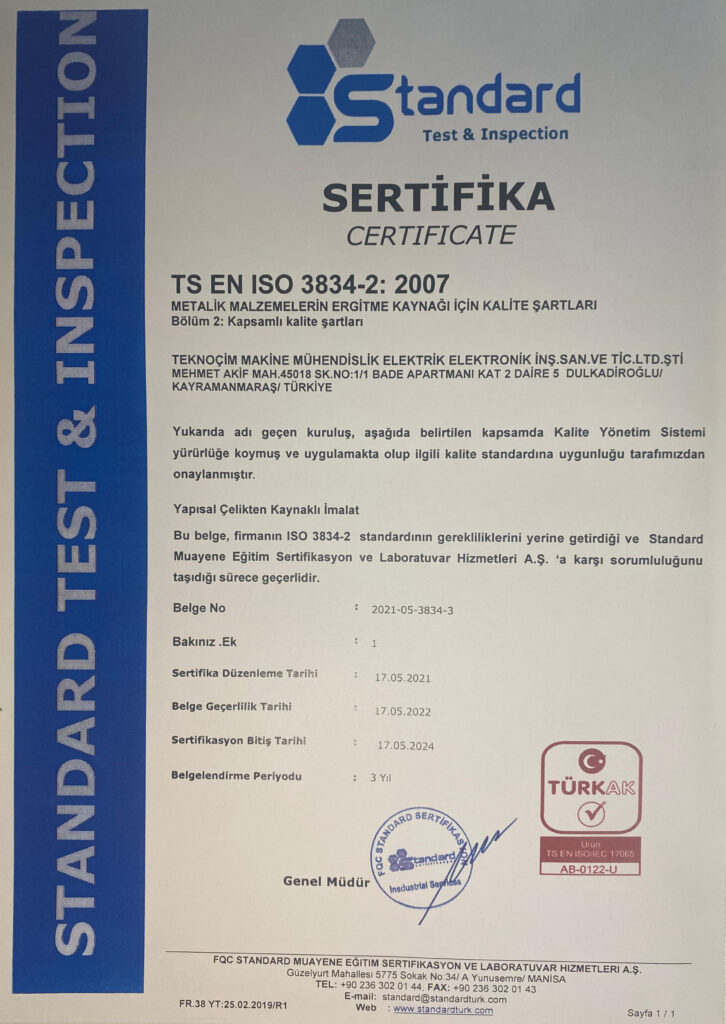 STANDARD TEST & INSPECTION
Standard
Test & Inspection
SERTİFİKA
CERTIFICATE
TS EN ISO 3834-2: 2007
METALİK MALZEMELERİN ERGİTME KAYNAĞI İÇİN KALİTE ŞARTLARI
Bölüm 2: Kapsamlı kalite şartları
TEKNOÇİM MAKİNE MÜHENDİSLİK ELEKTRİK ELEKTRONİK İNŞ.SAN.VE TİC.LTD.ŞTİ
MEHMET AKİF MAH.45018 SK.NO:1/1 BADE APARTMANI KAT 2 DAİRE 5 DULKADİROĞLU/
KAYRAMANMARAŞ/ TÜRKİYE
Yukarıda adı geçen kuruluş, aşağıda belirtilen kapsamda Kalite Yönetim Sistemi
yürürlüğe koymuş ve uygulamakta olup ilgili kalite standardına uygunluğu tarafımızdan
onaylanmıştır.
Yapısal Çelikten Kaynaklı İmalat
Bu belge, firmanın ISO 3834-2 standardının gerekliliklerini yerine getirdiği ve Standard
Muayene Eğitim Sertifikasyon ve Laboratuvar Hizmetleri A.Ş. 'a karşı sorumluluğunu
taşıdığı sürece geçerlidir.
Belge No : 2021-05-3834-3
Bakınız .Ek : 1
Sertifika Düzenleme Tarihi : 17.05.2021
Belge Geçerlilik Tarihi : 17.05.2022
Sertifikasyon Bitiş Tarihi : 17.05.2024
Belgelendirme Periyodu : 3 Yıl
TÜRKAK
Ürün
TS EN ISO/IEC 17065
AB-0122-U
FQC STANDARD SERTİFİKASYON
Standard
Insdustrial Services
Genel Müdür
FQC STANDARD MUAYENE EĞİTİM SERTİFİKASYON VE LABORATUVAR HİZMETLERİ A.Ş.
Güzelyurt Mahallesi 5775 Sokak No:34/ A Yunusemre/ MANİSA
TEL: +90 236 302 01 44; FAX: +90 236 302 01 43
E-mail: standard@standardturk.com
Web : www.standardturk.com
FR.38 YT:25.02.2019/R1
Sayfa 1 / 1